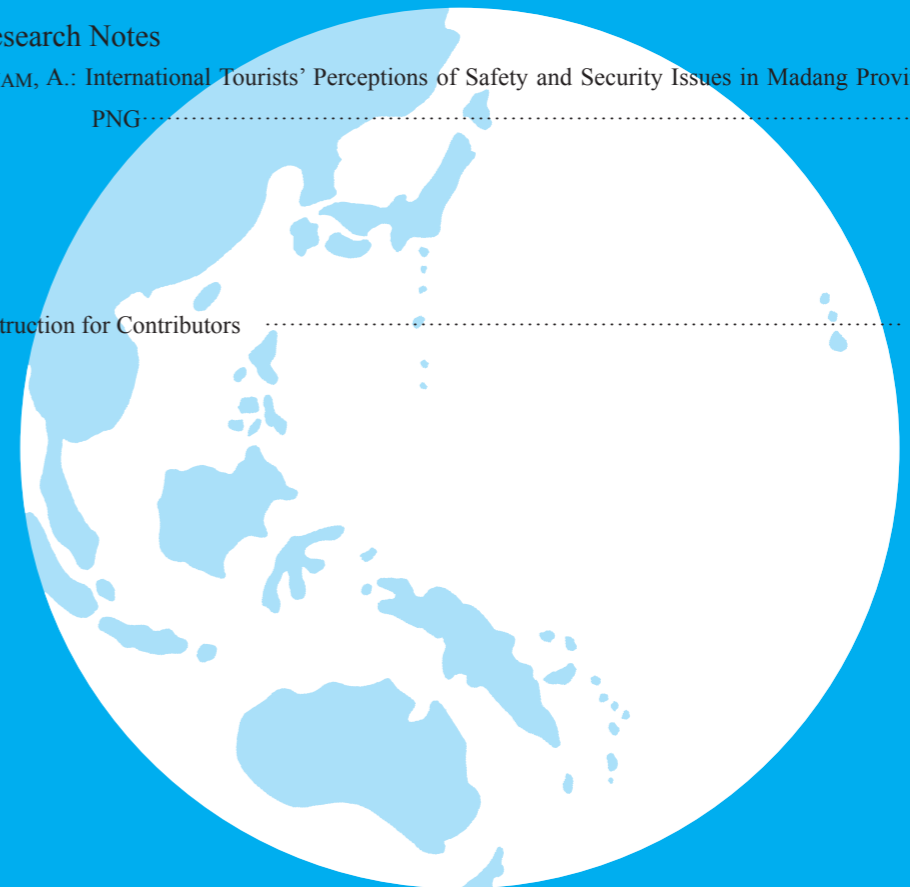 esearch Notes
AM, A.: International Tourists’ Perceptions of Safety and Security Issues in Madang Provi
PNG
truction for Contributors